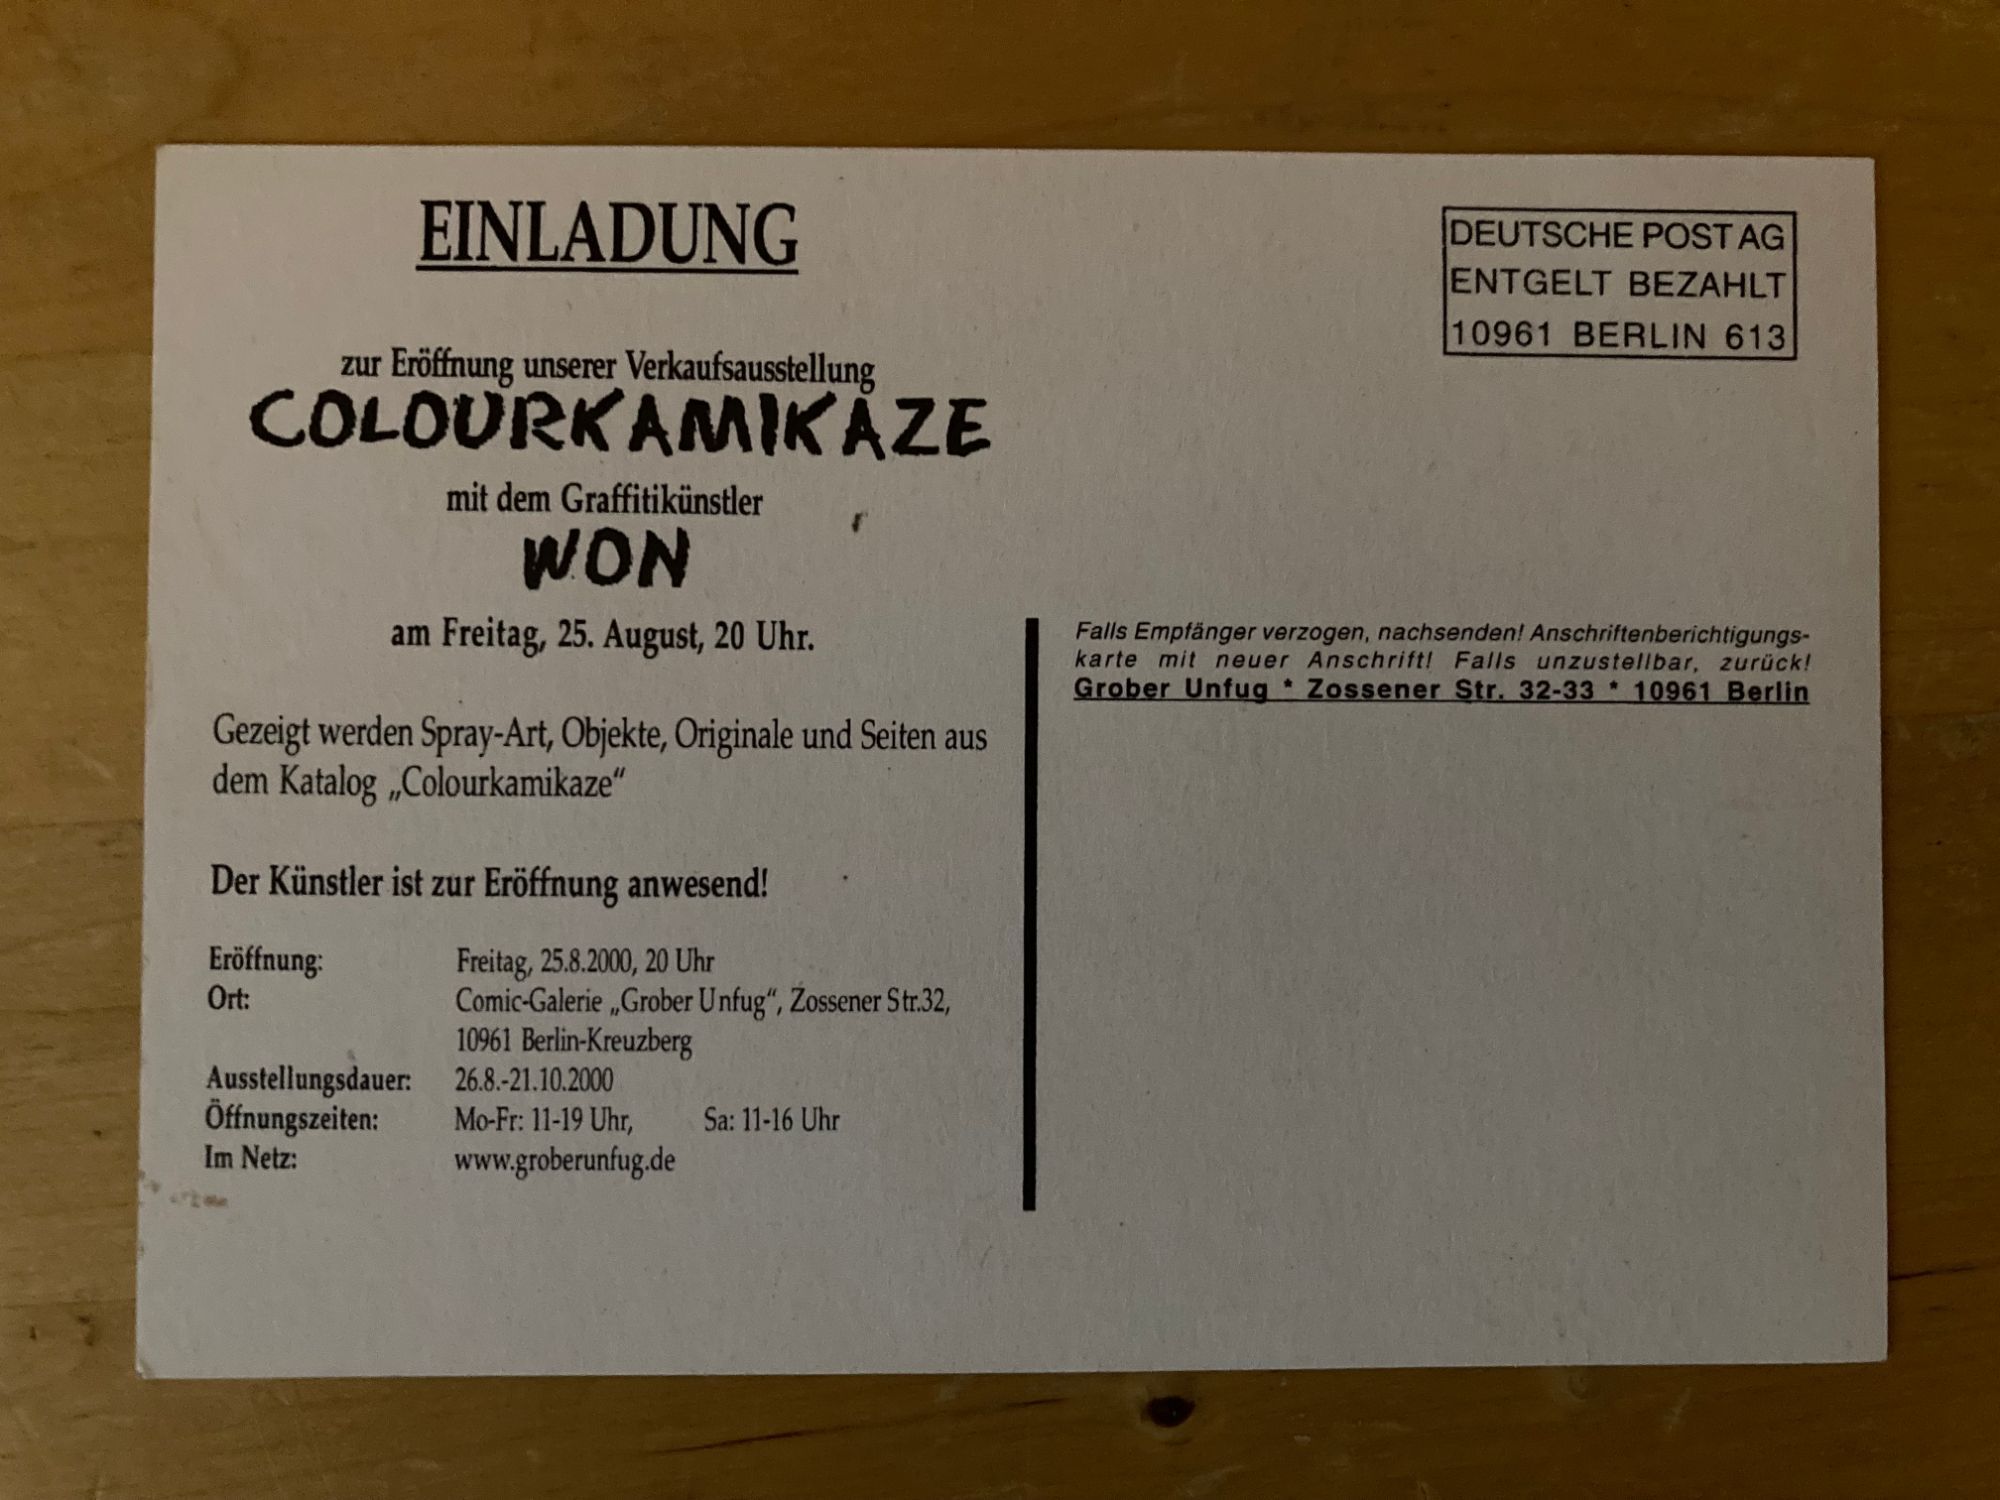 EINLADUNG
zur Eröffnung unserer Verkaufsausstellung
COLOURKAMIKAZE
mit dem Graffitikünstler
WON
am Freitag, 25. August, 20 Uhr.
Gezeigt werden Spray-Art, Objekte, Originale und Seiten aus
dem Katalog „Colourkamikaze“
Der Künstler ist zur Eröffnung anwesend!
Eröffnung: Freitag, 25.8.2000, 20 Uhr
Ort: Comic-Galerie „Grober Unfug“, Zossener Str.32,
10961 Berlin-Kreuzberg
Ausstellungsdauer: 26.8.-21.10.2000
Öffnungszeiten: Mo-Fr: 11-19 Uhr, Sa: 11-16 Uhr
Im Netz: www.groberunfug.de
DEUTSCHE POST AG
ENTGELT BEZAHLT
10961 BERLIN 613
Falls Empfänger verzogen, nachsenden! Anschriftenberichtigungs-
karte mit neuer Anschrift! Falls unzustellbar, zurück!
Grober Unfug * Zossener Str. 32-33 * 10961 Berlin